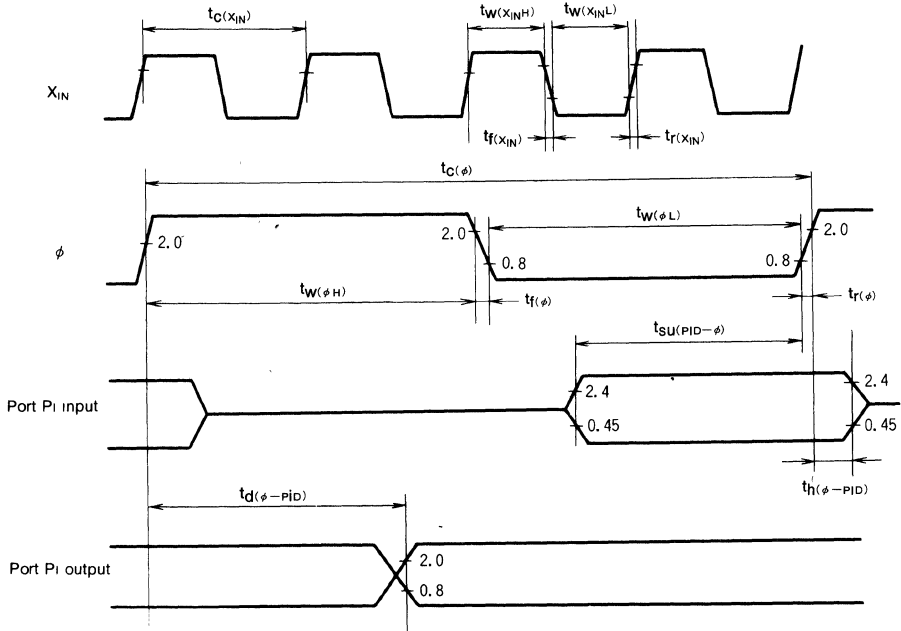 tC(XIN) tW(XINH) tW(XINL)
XIN
tf(XIN) tr(XIN)
tC(φ)
φ 2.0 2.0 0.8 tW(φL) 0.8 2.0
tW(φH) tf(φ) tr(φ)
tsu(PID–φ)
Port Pi input 2.4 0.45 2.4 0.45
th(φ–PID)
td(φ–PiD)
Port Pi output 2.0 0.8